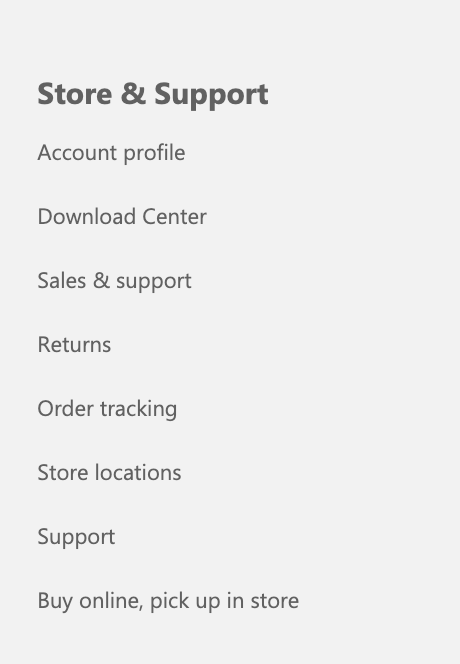 Store & Support
Account profile
Download Center
Sales & support
Returns
Order tracking
Store locations
Support
Buy online, pick up in store